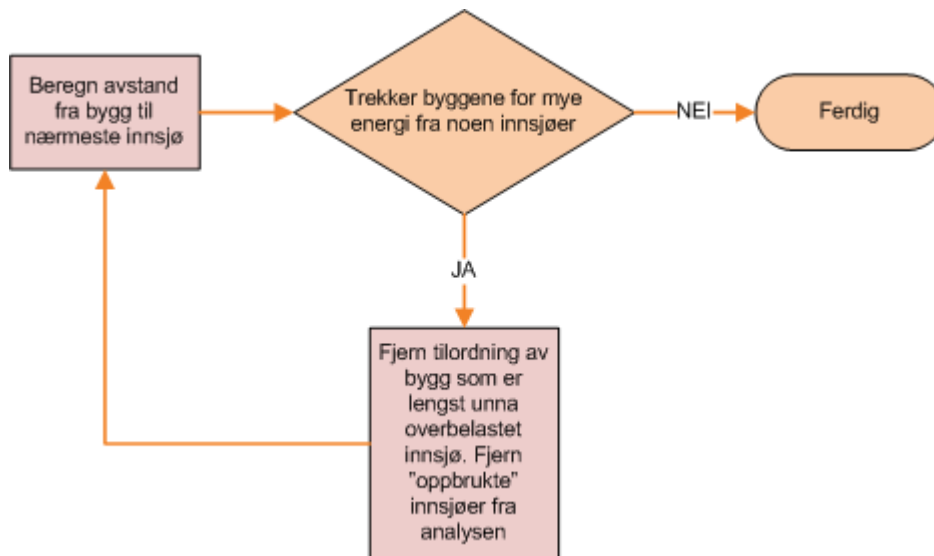 Beregn avstand
fra bygg til
nærmeste innsjø
Trekker byggene for mye
energi fra noen innsjøer
NEI
Ferdig
JA
Fjern tilordning av
bygg som er
lengst unna
overbelastet
innsjø. Fjern
"oppbrukte"
innsjøer fra
analysen